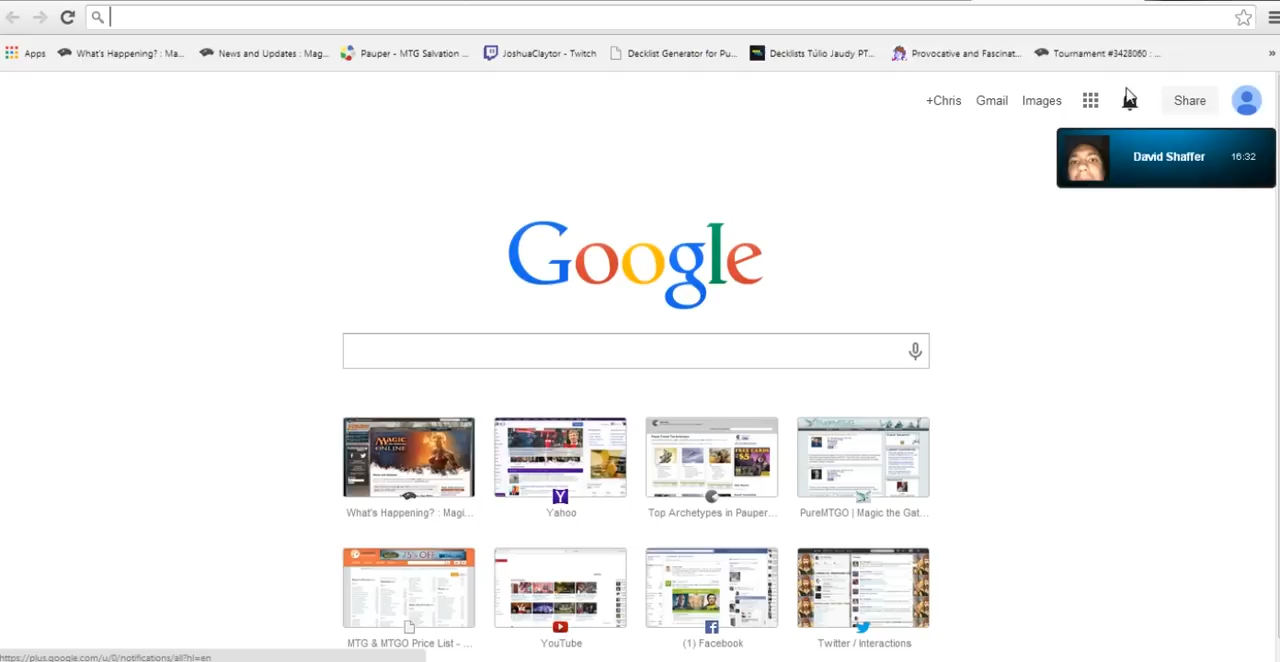 Apps
What's Happening? : Ma...
News and Updates : Mag...
Pauper - MTG Salvation ...
JoshuaClaytor - Twitch
Decklist Generator for Pu...
Decklists Túlio Jaudy PT...
Provocative and Fascinat...
Tournament #3428060 : ...
»
+Chris
Gmail
Images
Share
David Shaffer
16:32
Google
What's Happening? : Magi...
Yahoo
Top Archetypes in Pauper...
PureMTGO | Magic the Gat...
MTG & MTGO Price List - ...
YouTube
(1) Facebook
Twitter / Interactions
https://plus.google.com/u/0/notifications/all?hl=en